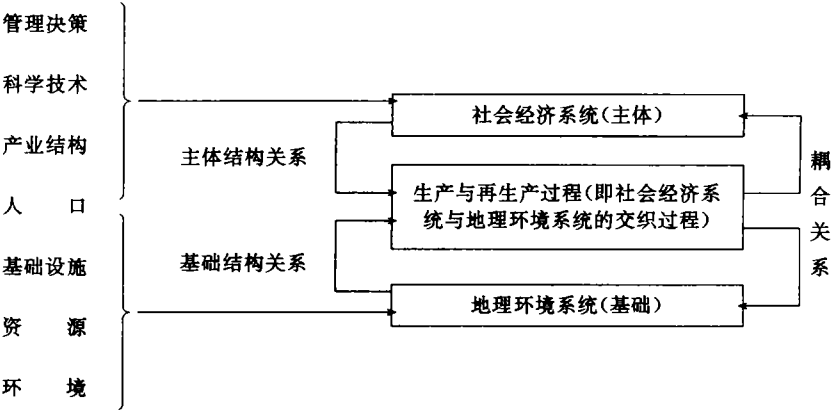 管理决策
科学技术
产业结构
人 口
基础设施
资 源
环 境
主体结构关系
基础结构关系
社会经济系统(主体)
生产与再生产过程(即社会经济系
统与地理环境系统的交织过程)
地理环境系统(基础)
耦合关系